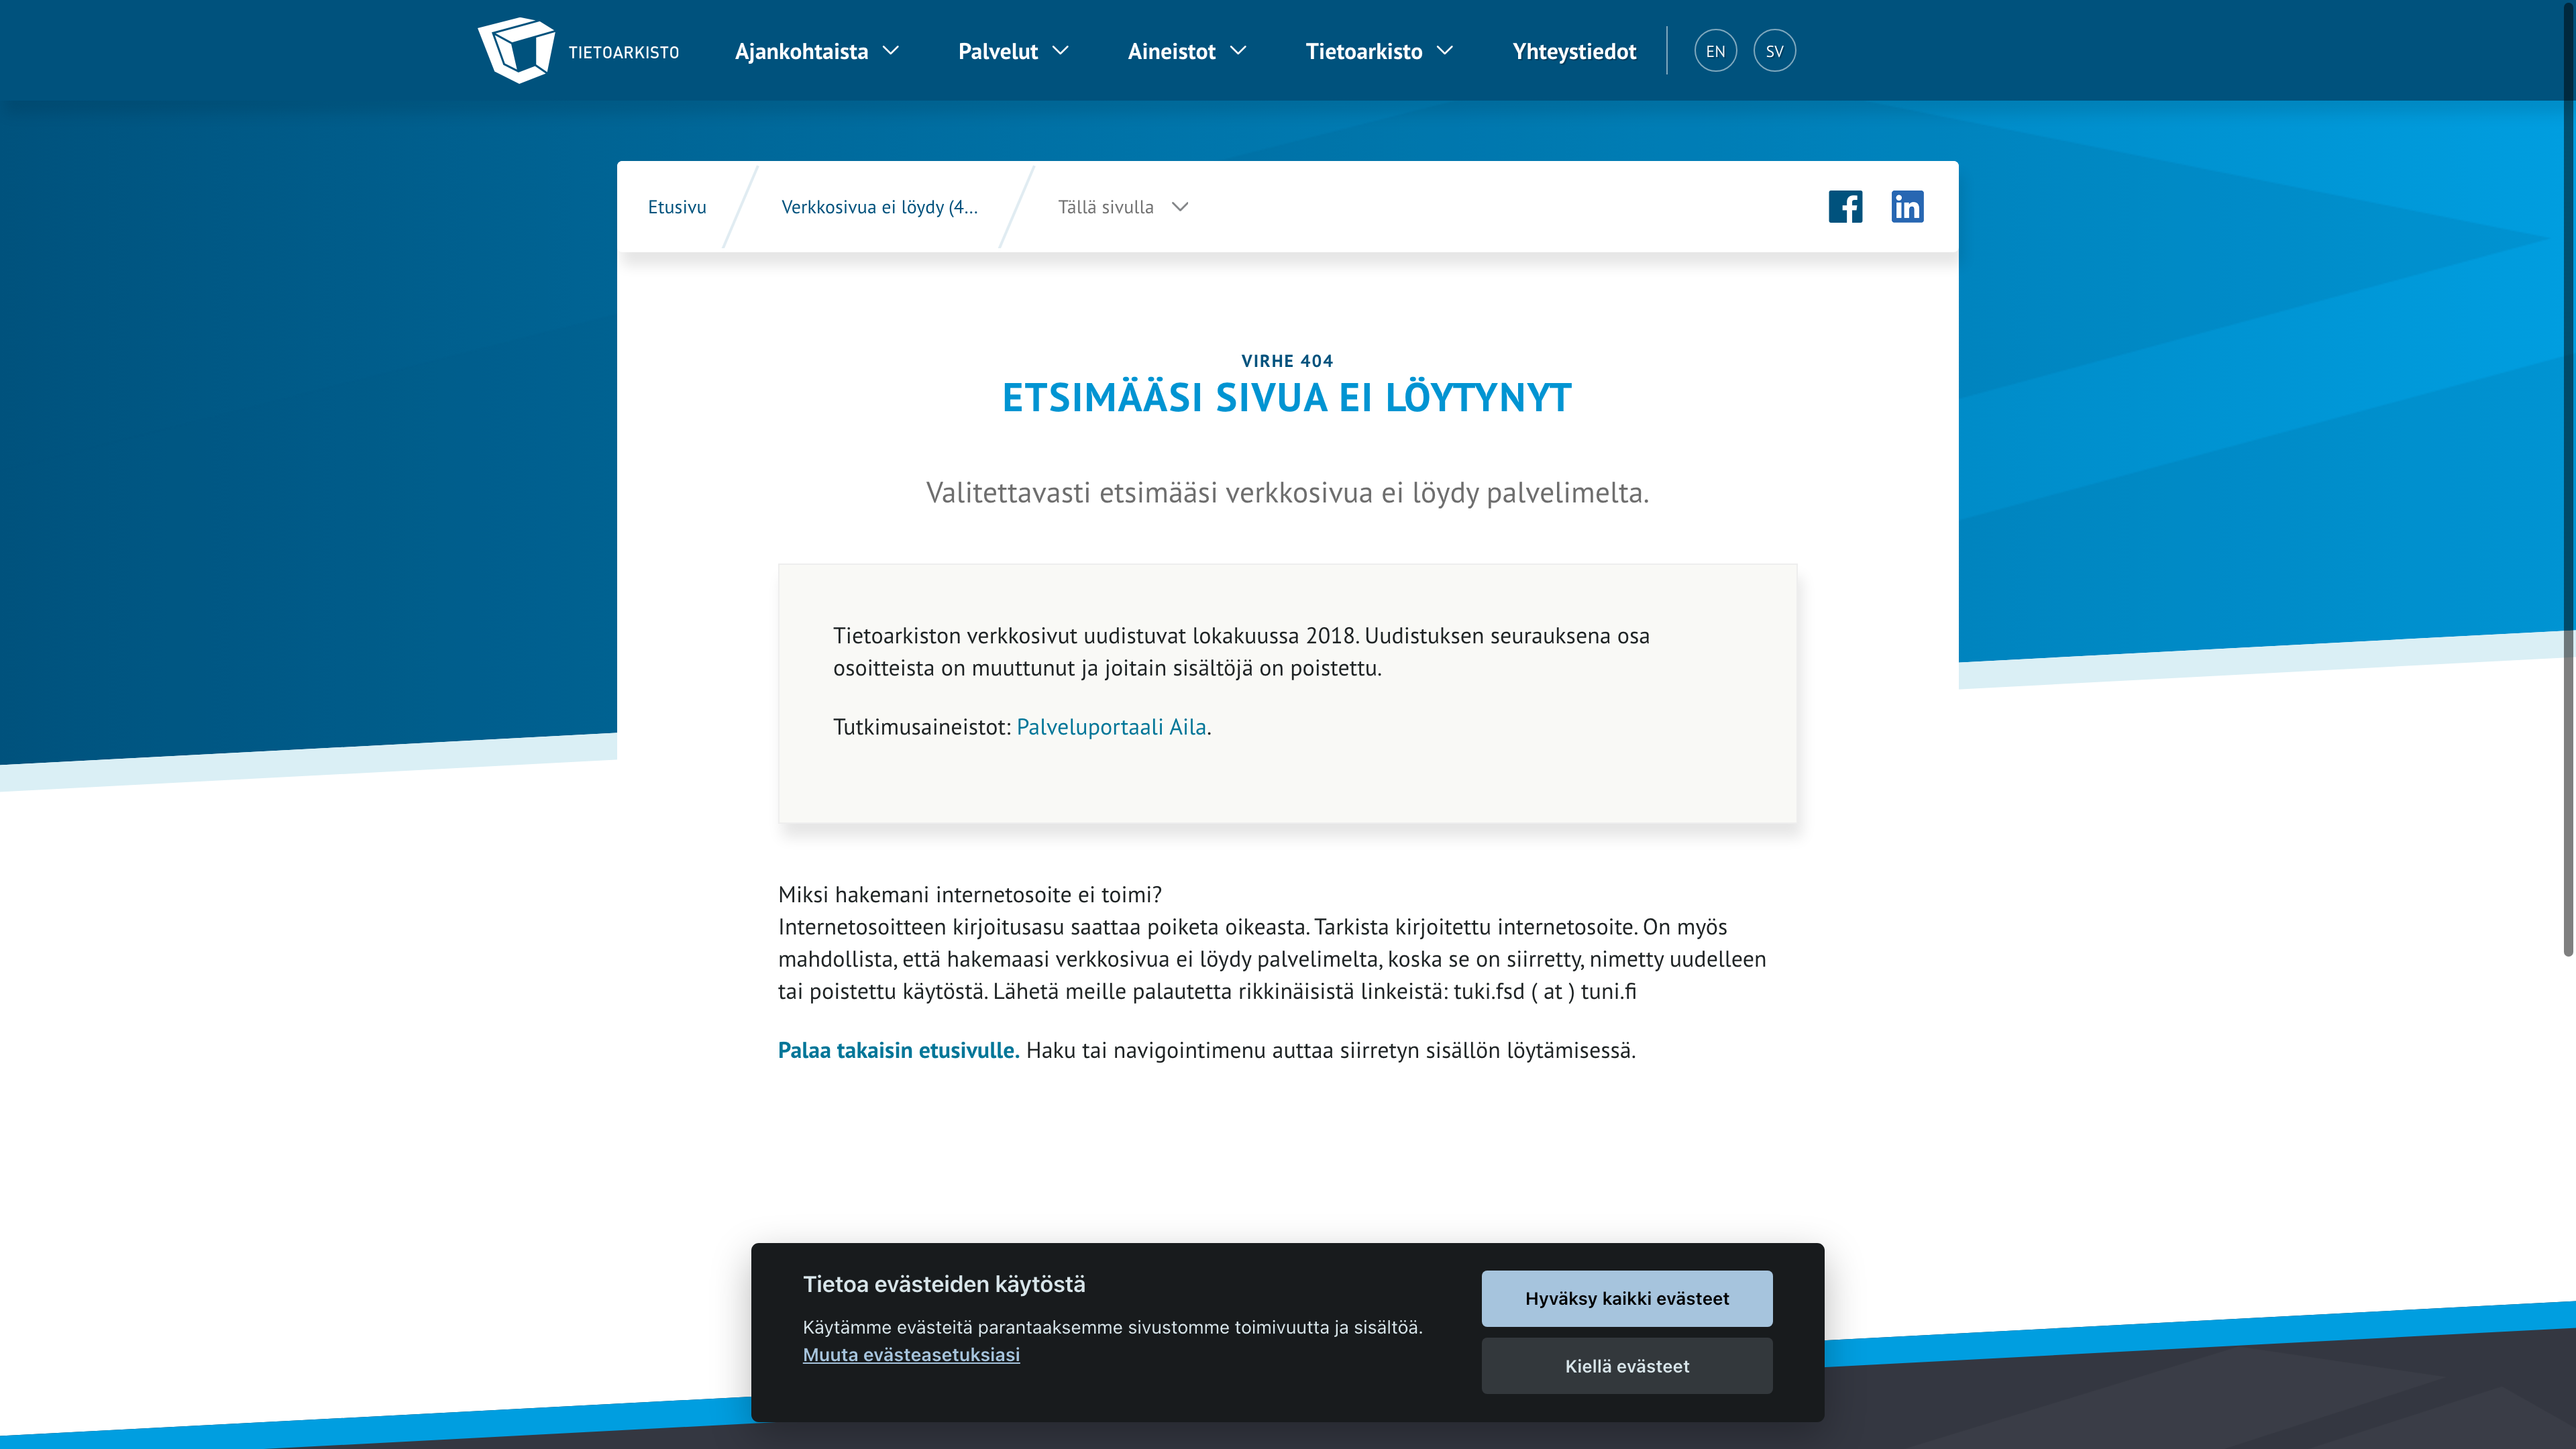 TIETOARKISTO
Ajankohtaista
Palvelut
Aineistot
Tietoarkisto
Yhteystiedot
EN
SV
Etusivu
Verkkosivua ei löydy (4...
Tällä sivulla
VIRHE 404
ETSIMÄÄSI SIVUA EI LÖYTYNYT
Valitettavasti etsimääsi verkkosivua ei löydy palvelimelta.
Tietoarkiston verkkosivut uudistuvat lokakuussa 2018. Uudistuksen seurauksena osa
osoitteista on muuttunut ja joitain sisältöjä on poistettu.
Tutkimusaineistot: Palveluportaali Aila.
Miksi hakemani internetosoite ei toimi?
Internetosoitteen kirjoitusasu saattaa poiketa oikeasta. Tarkista kirjoitettu internetosoite. On myös
mahdollista, että hakemaasi verkkosivua ei löydy palvelimelta, koska se on siirretty, nimetty uudelleen
tai poistettu käytöstä. Lähetä meille palautetta rikkinäisistä linkeistä: tuki.fsd ( at ) tuni.fi
Palaa takaisin etusivulle. Haku tai navigointimenu auttaa siirretyn sisällön löytämisessä.
Tietoa evästeiden käytöstä
Käytämme evästeitä parantaaksemme sivustomme toimivuutta ja sisältöä.
Muuta evästeasetuksiasi
Hyväksy kaikki evästeet
Kiellä evästeet